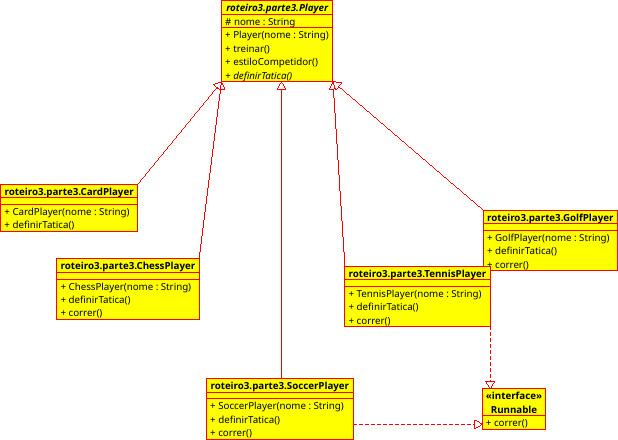 roteiro3.parte3.Player
# nome : String
+ Player(nome : String)
+ treinar()
+ estiloCompetidor()
+ definirTatica()
roteiro3.parte3.CardPlayer
+ CardPlayer(nome : String)
+ definirTatica()
roteiro3.parte3.GolfPlayer
+ GolfPlayer(nome : String)
+ definirTatica()
+ correr()
roteiro3.parte3.ChessPlayer
+ ChessPlayer(nome : String)
+ definirTatica()
+ correr()
roteiro3.parte3.TennisPlayer
+ TennisPlayer(nome : String)
+ definirTatica()
+ correr()
roteiro3.parte3.SoccerPlayer
+ SoccerPlayer(nome : String)
+ definirTatica()
+ correr()
«interface»
Runnable
+ correr()